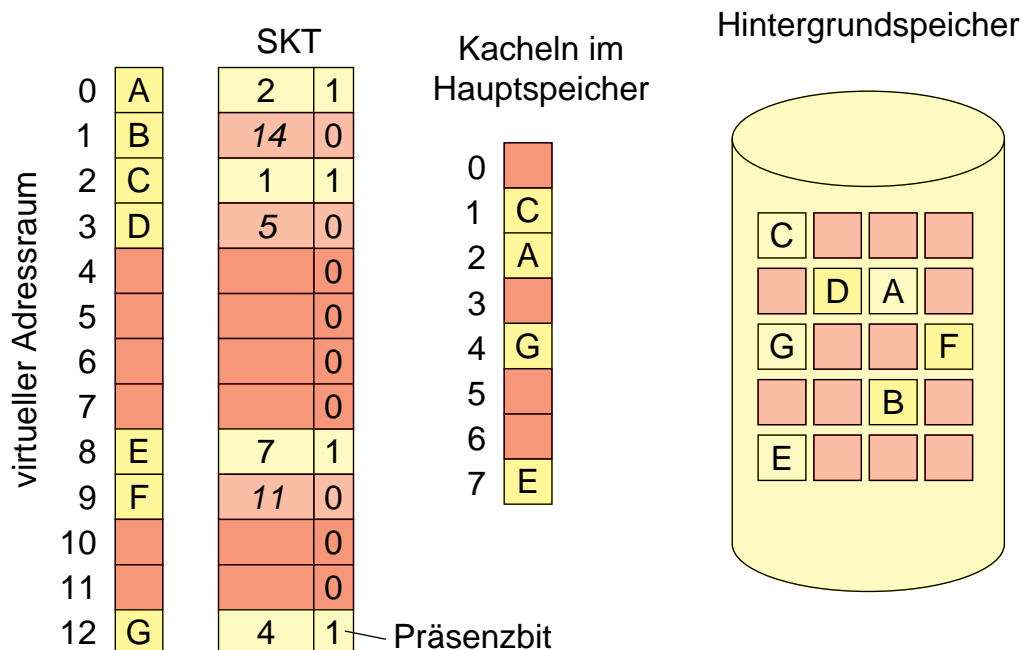 SKT
Kacheln im
Hauptspeicher
Hintergrundspeicher
virtueller Adressraum
0 A 2 1
1 B 14 0
2 C 1 1
3 D 5 0
4 0
5 0
6 0
7 0
8 E 7 1
9 F 11 0
10 0
11 0
12 G 4 1
Präsenzbit
0
1 C
2 A
3
4 G
5
6
7 E
C
D A
G F
B
E